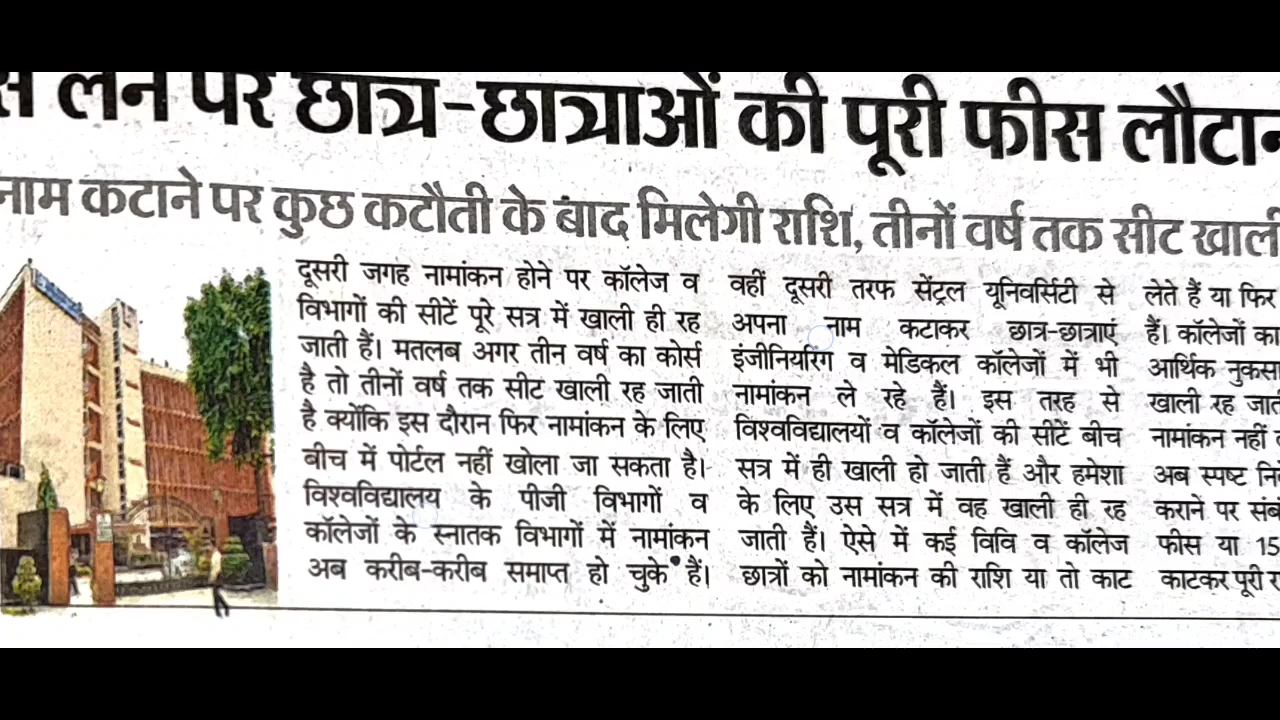 पर छात्र-छात्राओं की पूरी फीस
नाम कटाने पर कुछ कटौती के बाद मिलेगी राशि, तीनों वर्ष तक सीट खाली
दूसरी जगह नामांकन होने पर कॉलेज व
विभागों की सीटें पूरे सत्र में खाली ही रह
जाती हैं। मतलब अगर तीन वर्ष का कोर्स
है तो तीनों वर्ष तक सीट खाली रह जाती
है क्योंकि इस दौरान फिर नामांकन के लिए
बीच में पोर्टल नहीं खोला जा सकता है।
विश्वविद्यालय के पीजी विभागों व
कॉलेजों के स्नातक विभागों में नामांकन
अब करीब-करीब समाप्त हो चुके हैं।
वहीं दूसरी तरफ सेंट्रल यूनिवर्सिटी से
अपना नाम कटाकर छात्र-छात्राएं
इंजीनियरिंग व मेडिकल कॉलेजों में भी
नामांकन ले रहे हैं। इस तरह से
विश्वविद्यालयों व कॉलेजों की सीटें बीच
सत्र में ही खाली हो जाती हैं और हमेशा
के लिए उस सत्र में वह खाली ही रह
जाती हैं। ऐसे में कई विवि व कॉलेज
छात्रों को नामांकन की राशि या तो काट
लेते हैं या फिर
हैं। कॉलेजों का
आर्थिक
खाली रह
नामांकन नहीं
अब स्पष्ट
कराने पर
फीस या 15
काटकर पूरी